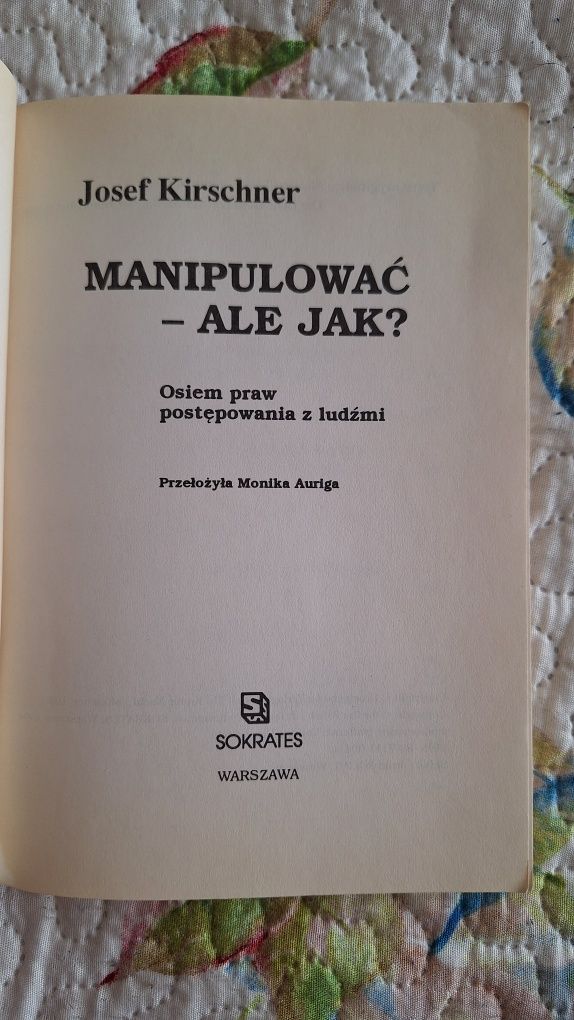 Josef Kirschner
MANIPULOWAĆ
– ALE JAK?
Osiem praw
postępowania z ludźmi
Przełożyła Monika Auriga
SOKRATES
WARSZAWA